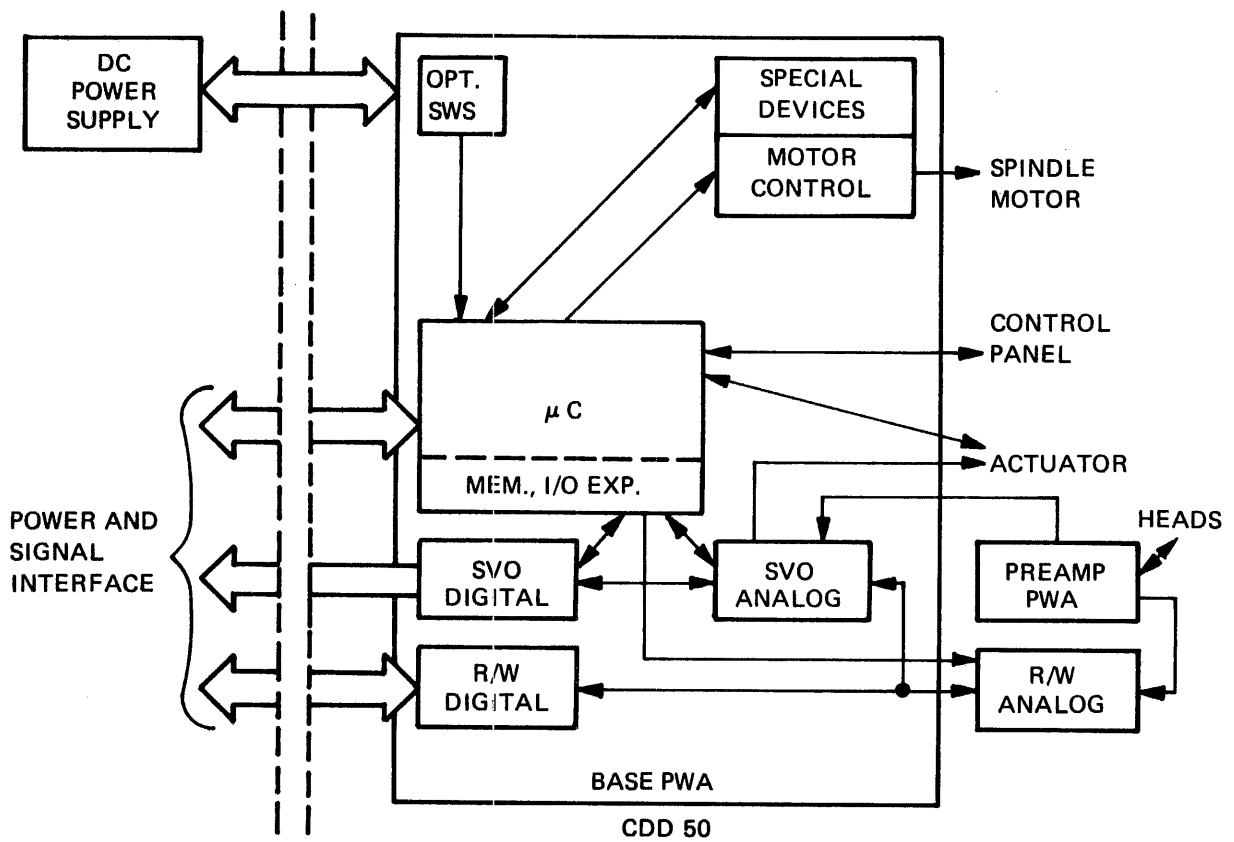 DC
POWER
SUPPLY
OPT.
SWS
SPECIAL
DEVICES
MOTOR
CONTROL
SPINDLE
MOTOR
CONTROL
PANEL
μ C
MEM., I/O EXP.
ACTUATOR
POWER AND
SIGNAL
INTERFACE
HEADS
SVO
DIGITAL
SVO
ANALOG
PREAMP
PWA
R/W
DIGITAL
R/W
ANALOG
BASE PWA
CDD 50